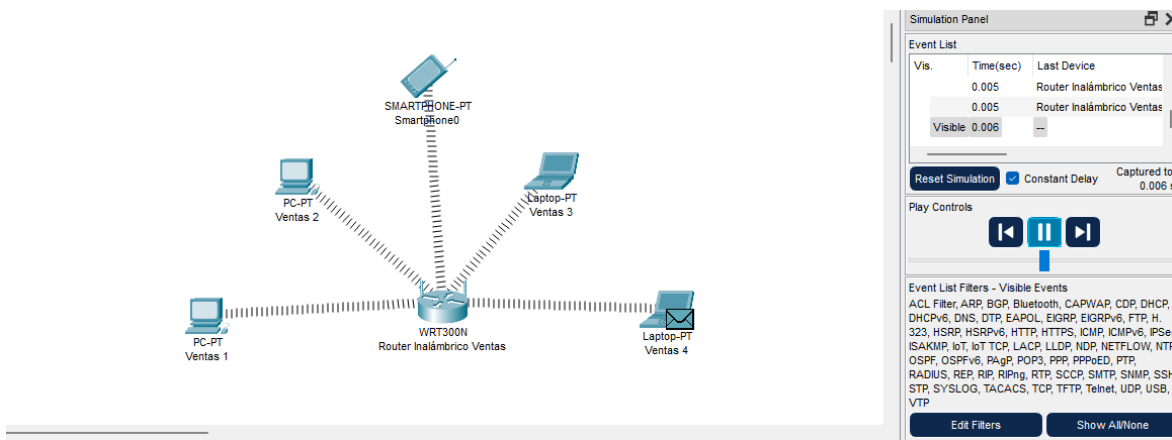 SMARTPHONE-PT
Smartphone0
PC-PT
Ventas 2
Laptop-PT
Ventas 3
WRT300N
Router Inalámbrico Ventas
PC-PT
Ventas 1
Laptop-PT
Ventas 4
Simulation Panel
Event List
Vis. Time(sec) Last Device
0.005 Router Inalámbrico Ventas
0.005 Router Inalámbrico Ventas
Visible 0.006 --
Reset Simulation Constant Delay
Captured to
0.006 s
Play Controls
Event List Filters - Visible Events
ACL Filter, ARP, BGP, Bluetooth, CAPWAP, CDP, DHCP,
DHCPv6, DNS, DTP, EAPOL, EIGRP, EIGRPv6, FTP, H.
323, HSRP, HSRPv6, HTTP, HTTPS, ICMP, ICMPv6, IPSe
ISAKMP, IoT, IoT TCP, LACP, LLDP, NDP, NETFLOW, NTP
OSPF, OSPFv6, PAgP, POP3, PPP, PPPoED, PTP,
RADIUS, REP, RIP, RIPng, RTP, SCCP, SMTP, SNMP, SSH
STP, SYSLOG, TACACS, TCP, TFTP, Telnet, UDP, USB,
VTP
Edit Filters Show All/None